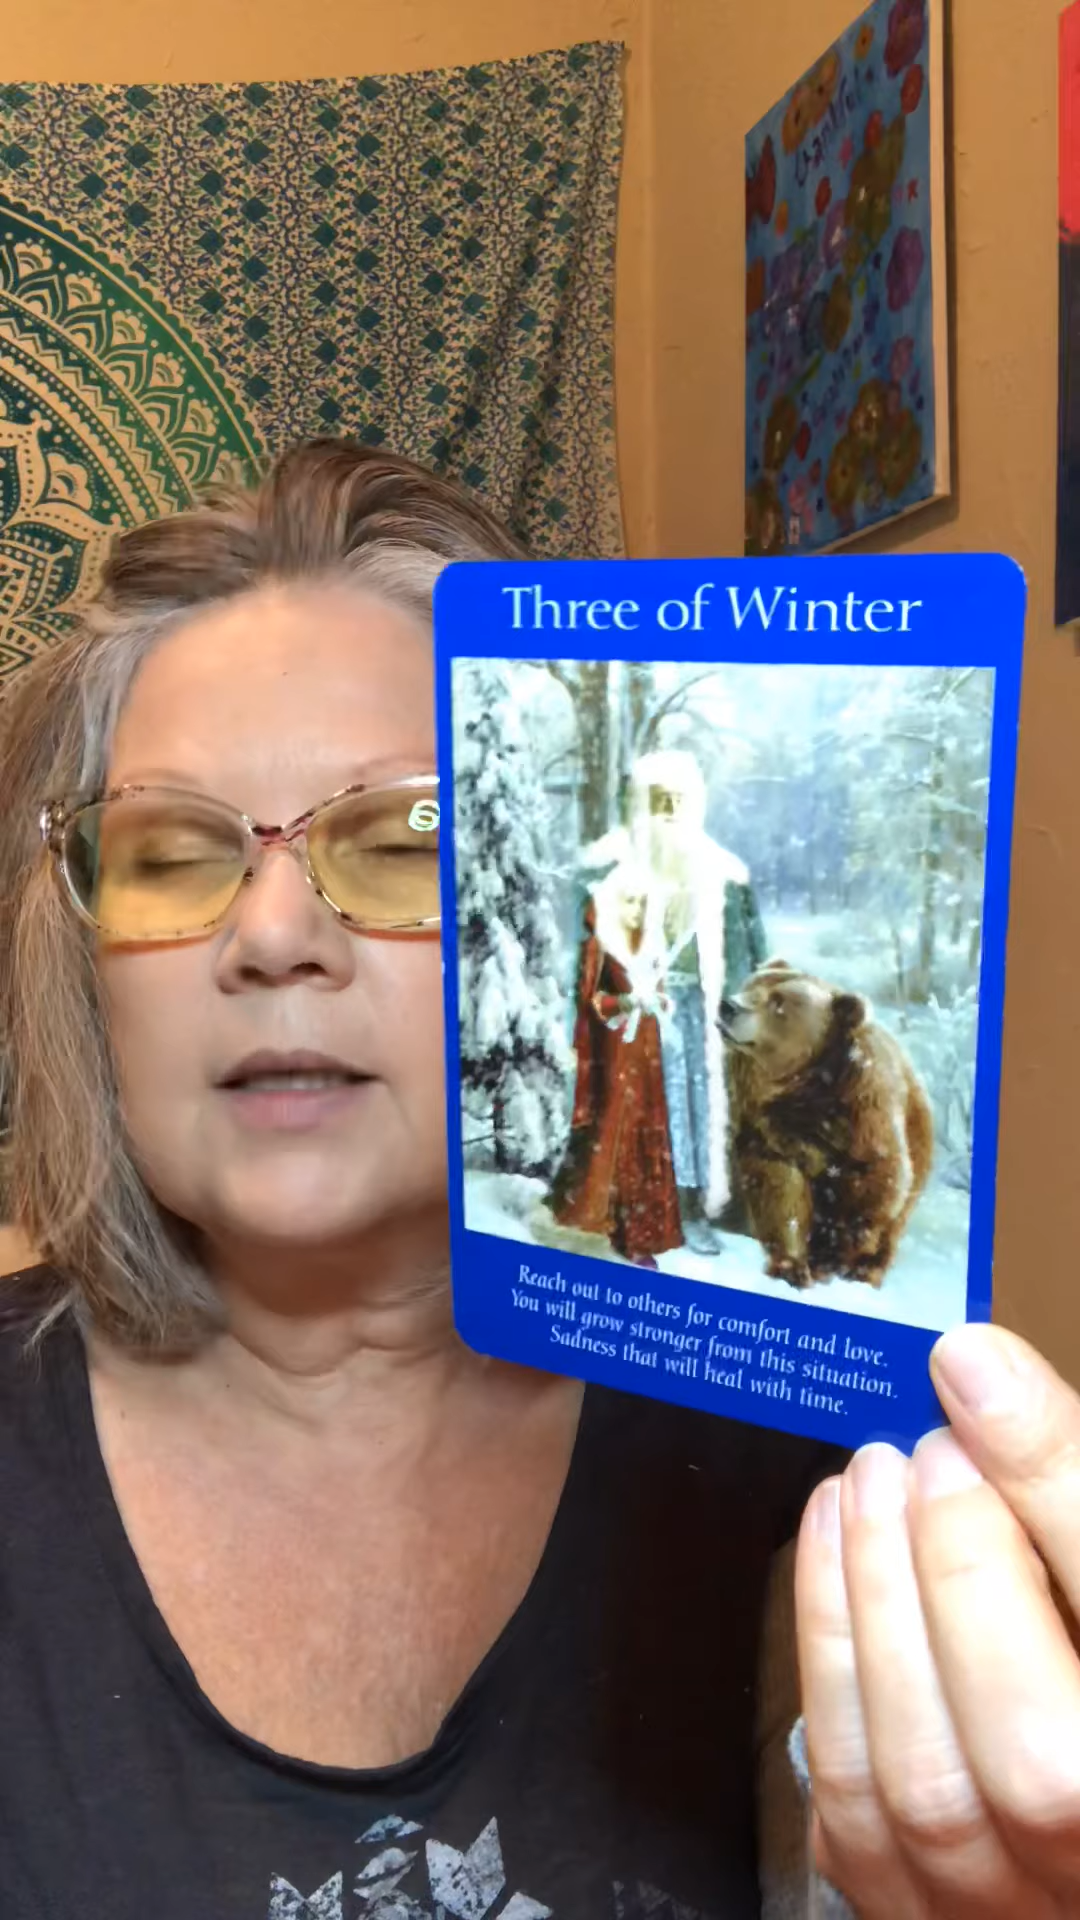 thankful
Three of Winter
Reach out to others for comfort and love.
You will grow stronger from this situation.
Sadness that will heal with time.